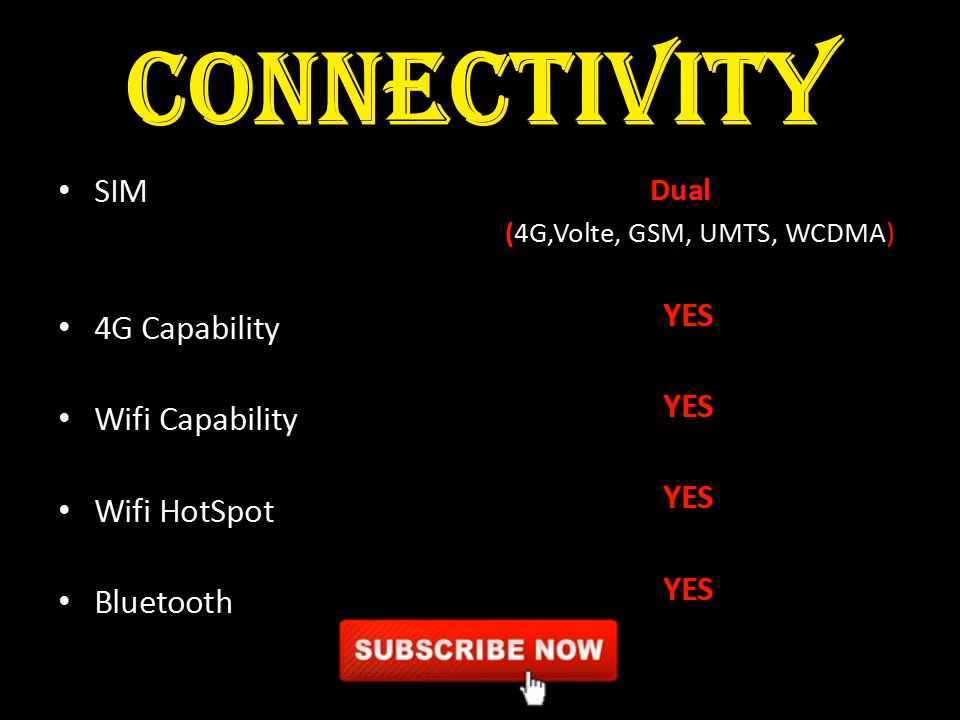 CONNECTIVITY
• SIM Dual
(4G,Volte, GSM, UMTS, WCDMA)
• 4G Capability YES
• Wifi Capability YES
• Wifi HotSpot YES
• Bluetooth YES
SUBSCRIBE NOW